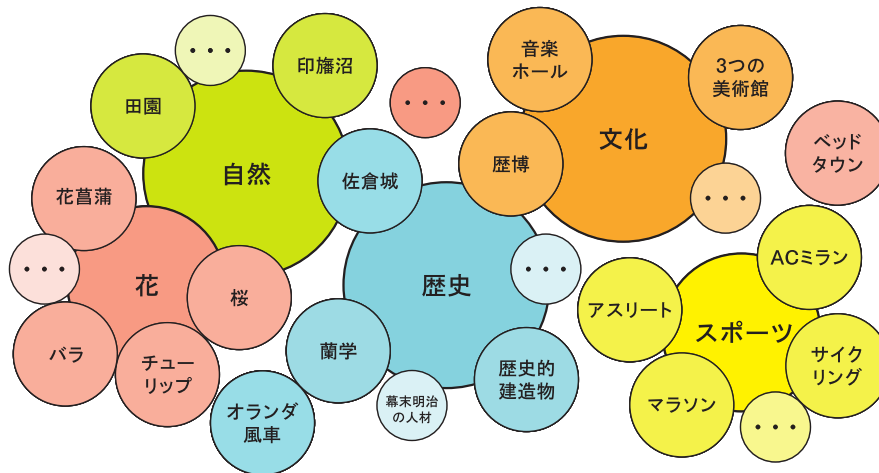 ・・・
印旛沼
田園
自然
花菖蒲
・・・
花
桜
バラ
チュー
リップ
・・・
佐倉城
歴史
・・・
蘭学
オランダ
風車
幕末明治
の人材
歴史的
建造物
音楽
ホール
3つの
美術館
文化
歴博
・・・
ベッド
タウン
ACミラン
アスリート
スポーツ
サイク
リング
マラソン
・・・